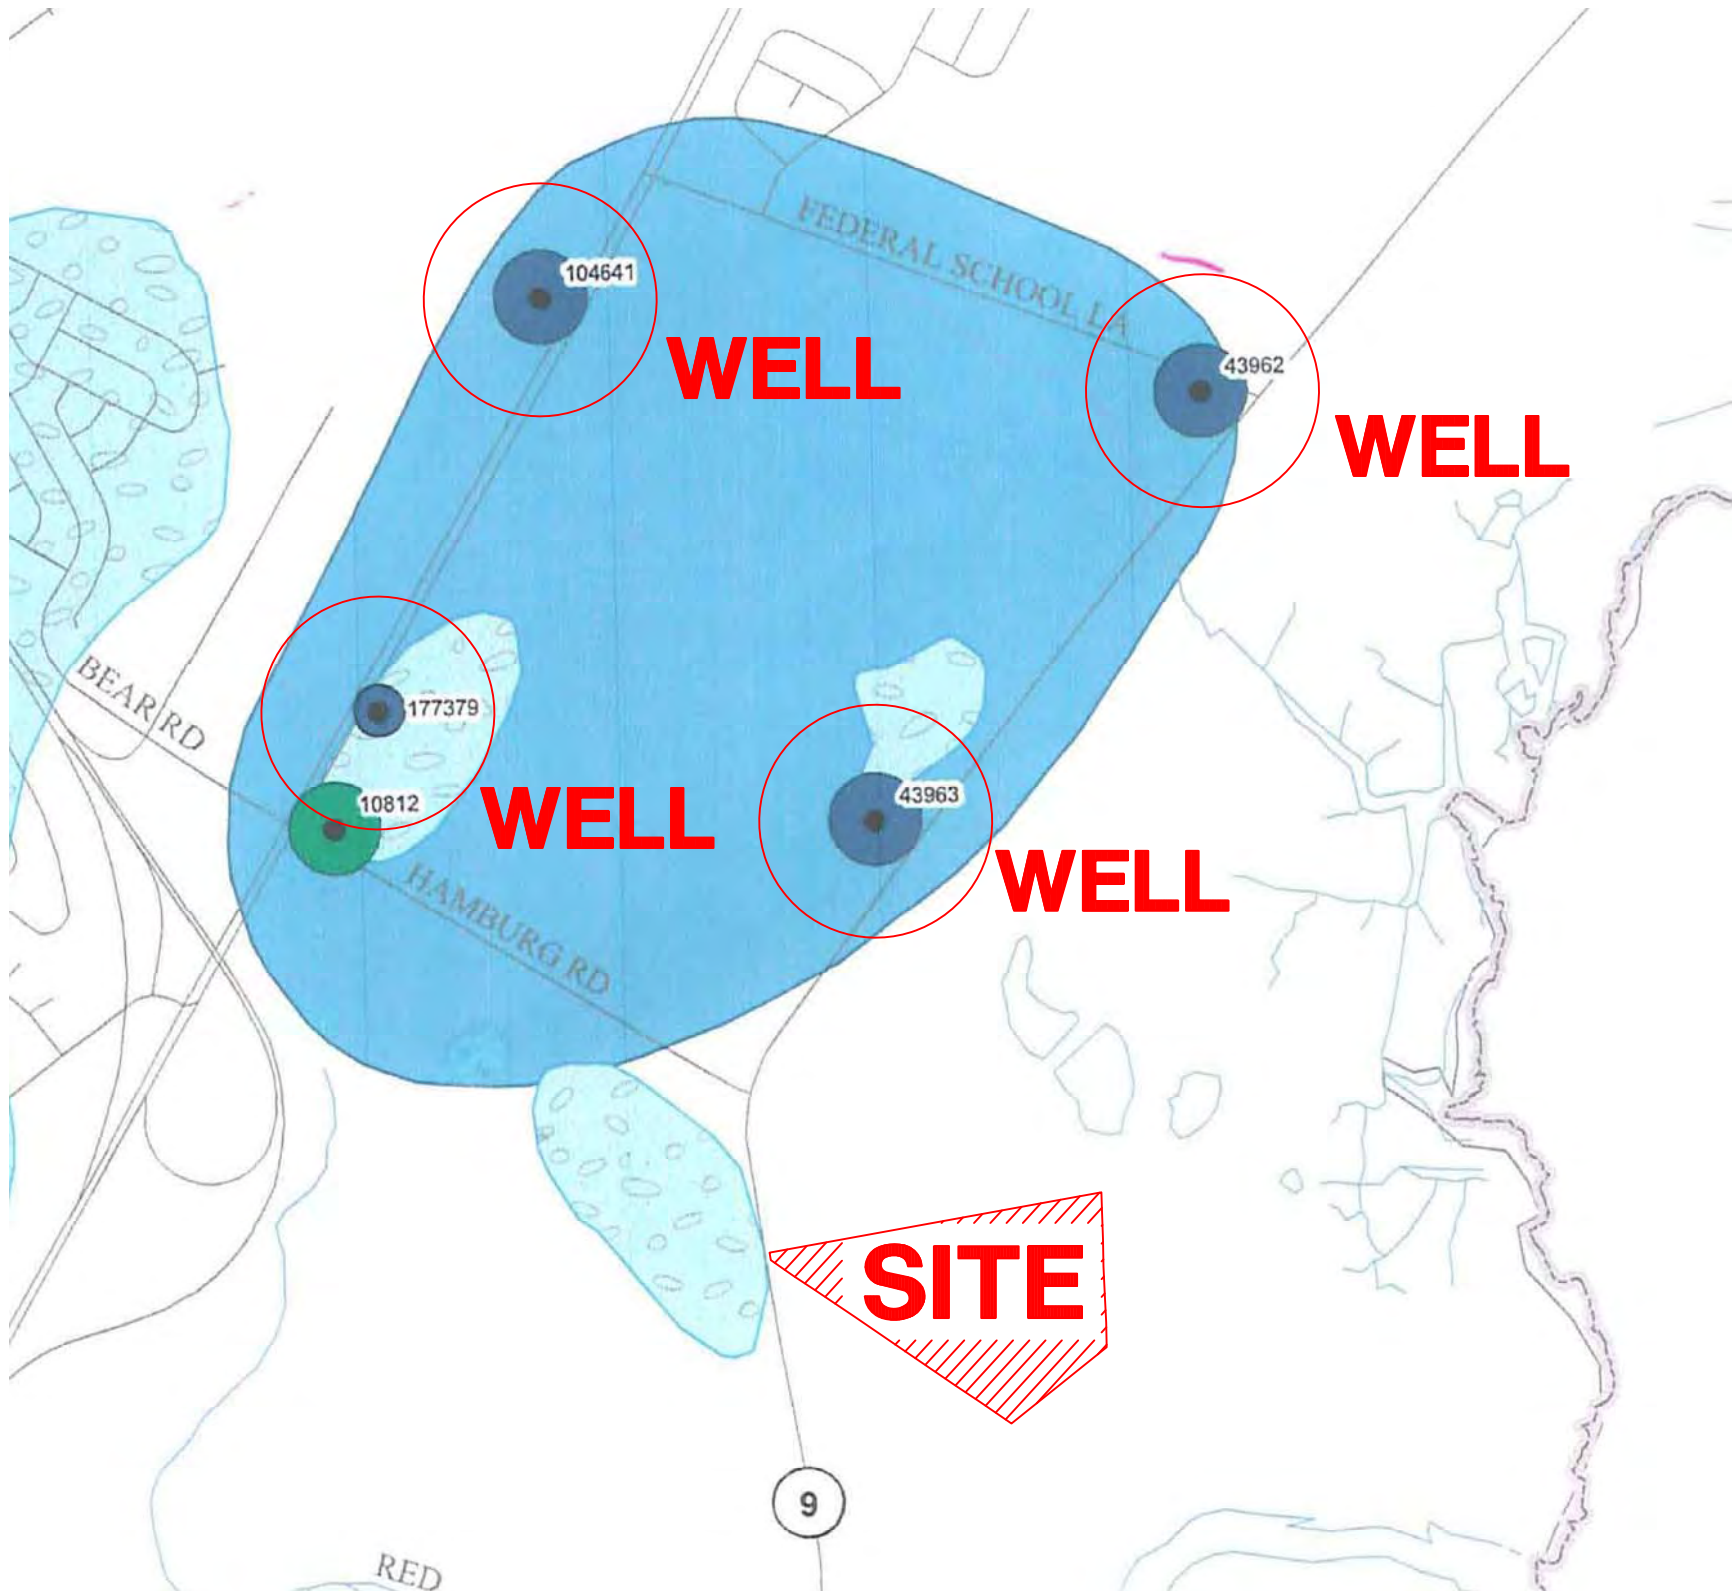 FEDERAL SCHOOL LA
104641
WELL
43962
WELL
BEAR RD
177379
10812
WELL
43963
WELL
HAMBURG RD
SITE
9
RED